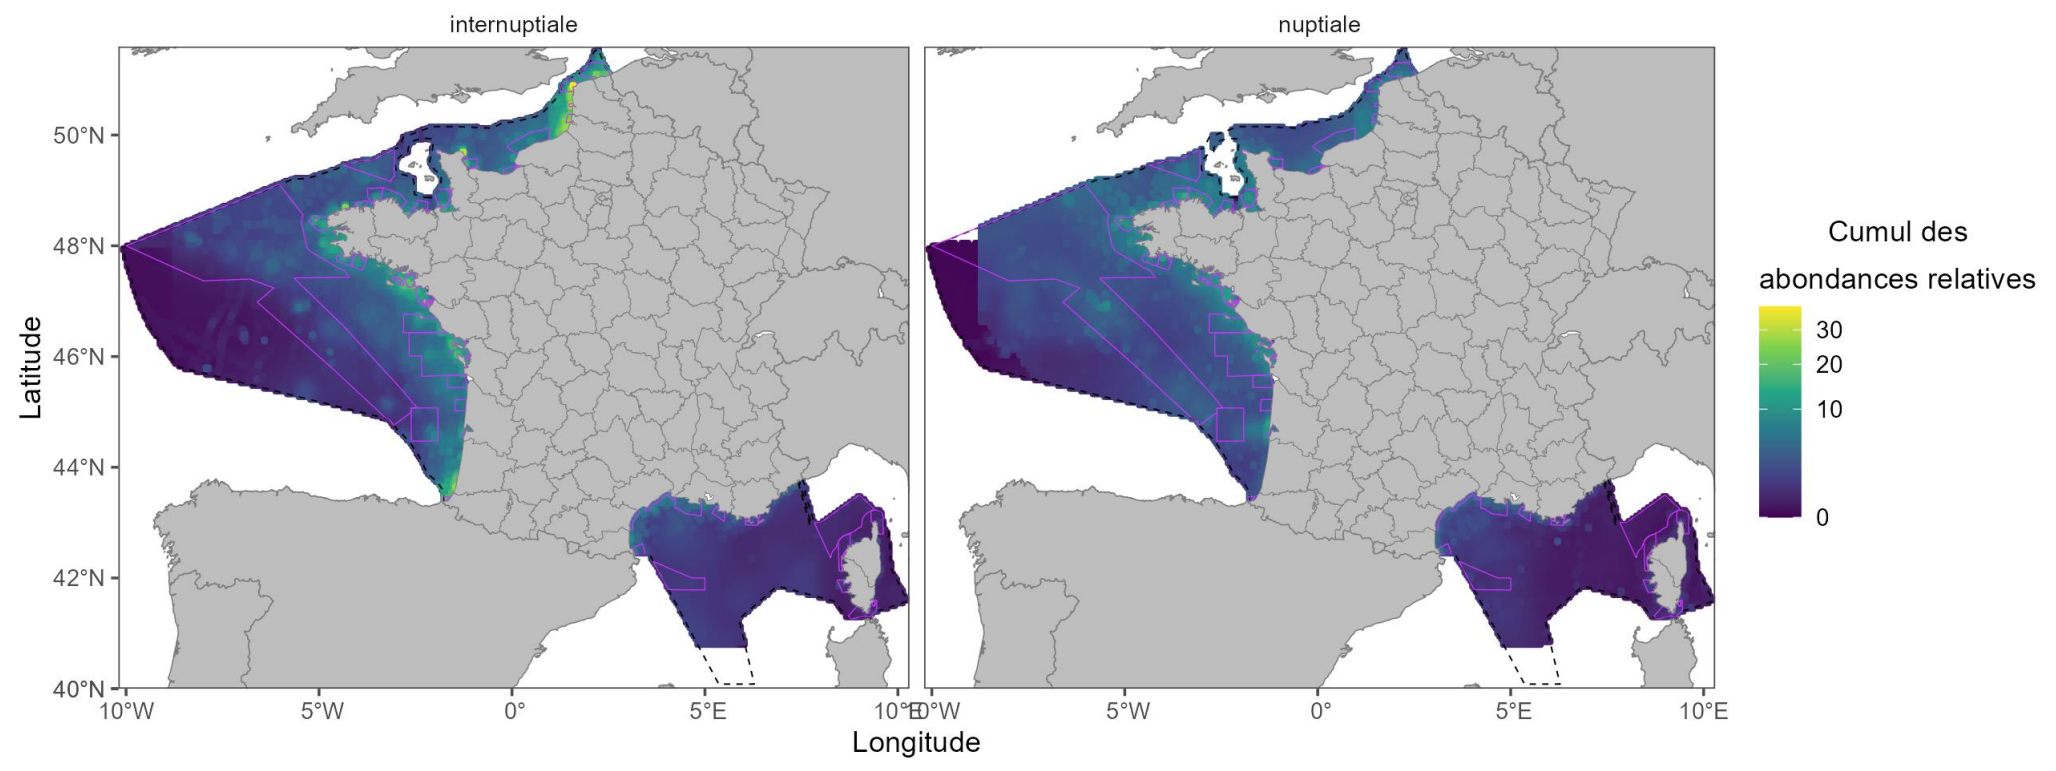 internuptiale
nuptiale
50°N
48°N
46°N
44°N
42°N
40°N
Latitude
10°W
5°W
0°
5°E
10°E
10°W
5°W
0°
5°E
10°E
Longitude
Cumul des
abondances relatives
30
20
10
0